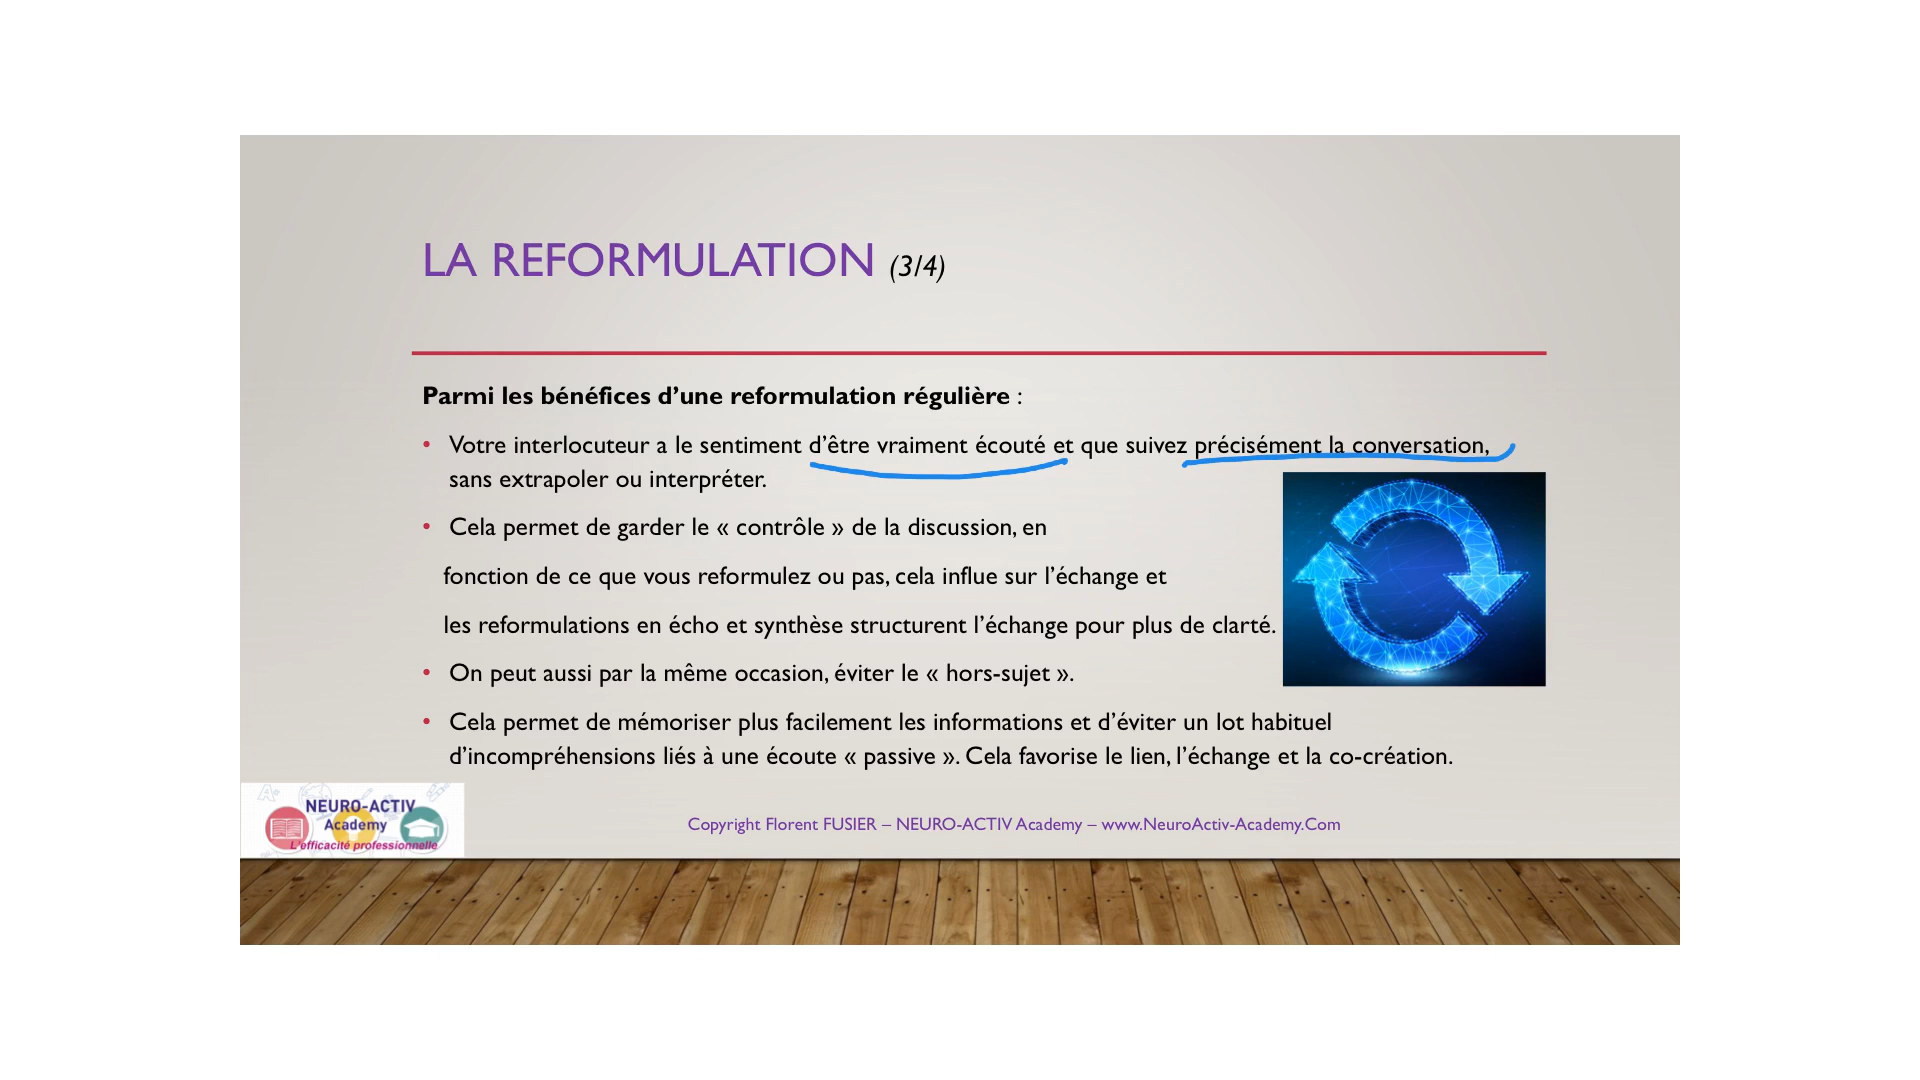 LA REFORMULATION (3/4)
Parmi les bénéfices d’une reformulation régulière :
• Votre interlocuteur a le sentiment d’être vraiment écouté et que suivez précisément la conversation,
sans extrapoler ou interpréter.
• Cela permet de garder le « contrôle » de la discussion, en
fonction de ce que vous reformulez ou pas, cela influe sur l’échange et
les reformulations en écho et synthèse structurent l’échange pour plus de clarté.
• On peut aussi par la même occasion, éviter le « hors-sujet ».
• Cela permet de mémoriser plus facilement les informations et d’éviter un lot habituel
d’incompréhensions liés à une écoute « passive ». Cela favorise le lien, l’échange et la co-création.
NEURO-ACTIV
Academy
L'efficacité professionnelle
Copyright Florent FUSIER – NEURO-ACTIV Academy – www.NeuroActiv-Academy.Com